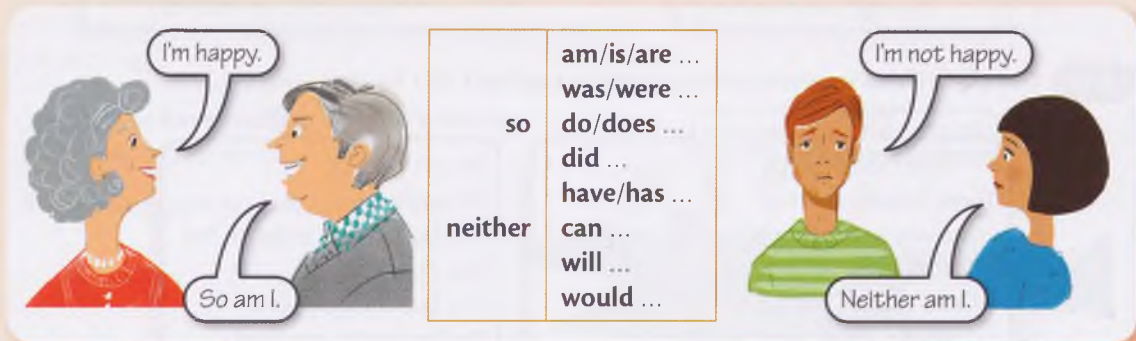 I'm happy.
So am I.
am/is/are ...
was/were ...
so do/does ...
did ...
have/has ...
neither can ...
will ...
would ...
I'm not happy.
Neither am I.